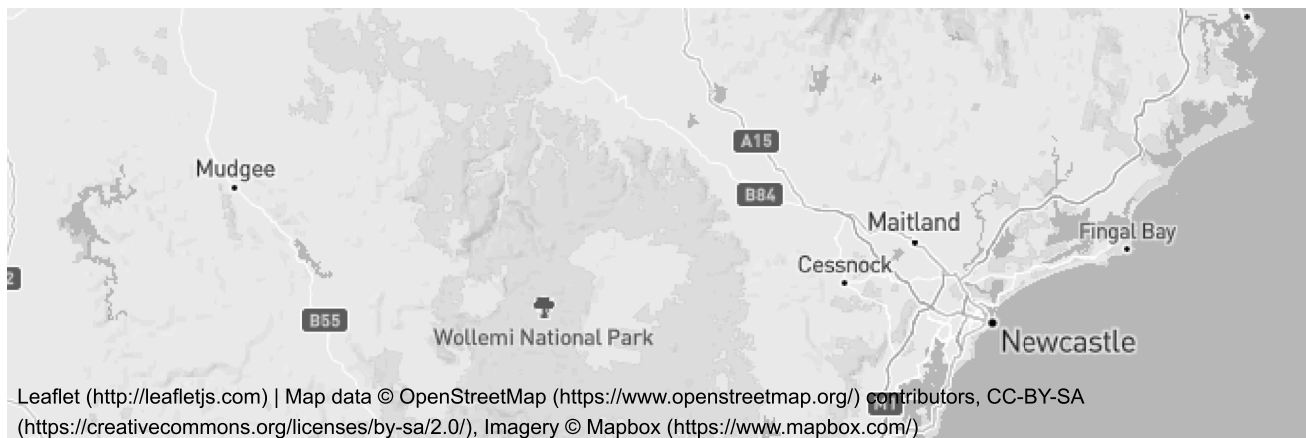 A15
Mudgee
B84
Maitland
Fingal Bay
Cessnock
2
B55
Wollemi National Park
Newcastle
Leaflet (http://leafletjs.com) | Map data © OpenStreetMap (https://www.openstreetmap.org/) contributors, CC-BY-SA
M1
(https://creativecommons.org/licenses/by-sa/2.0/), Imagery © Mapbox (https://www.mapbox.com/)